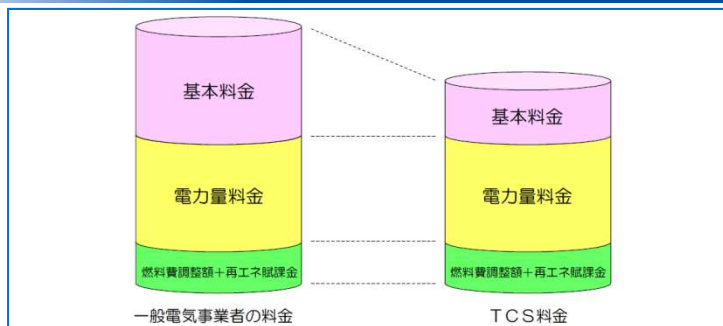 基本料金
電力量料金
燃料費調整額+再エネ賦課金
一般電気事業者の料金
基本料金
電力量料金
燃料費調整額+再エネ賦課金
TCS料金